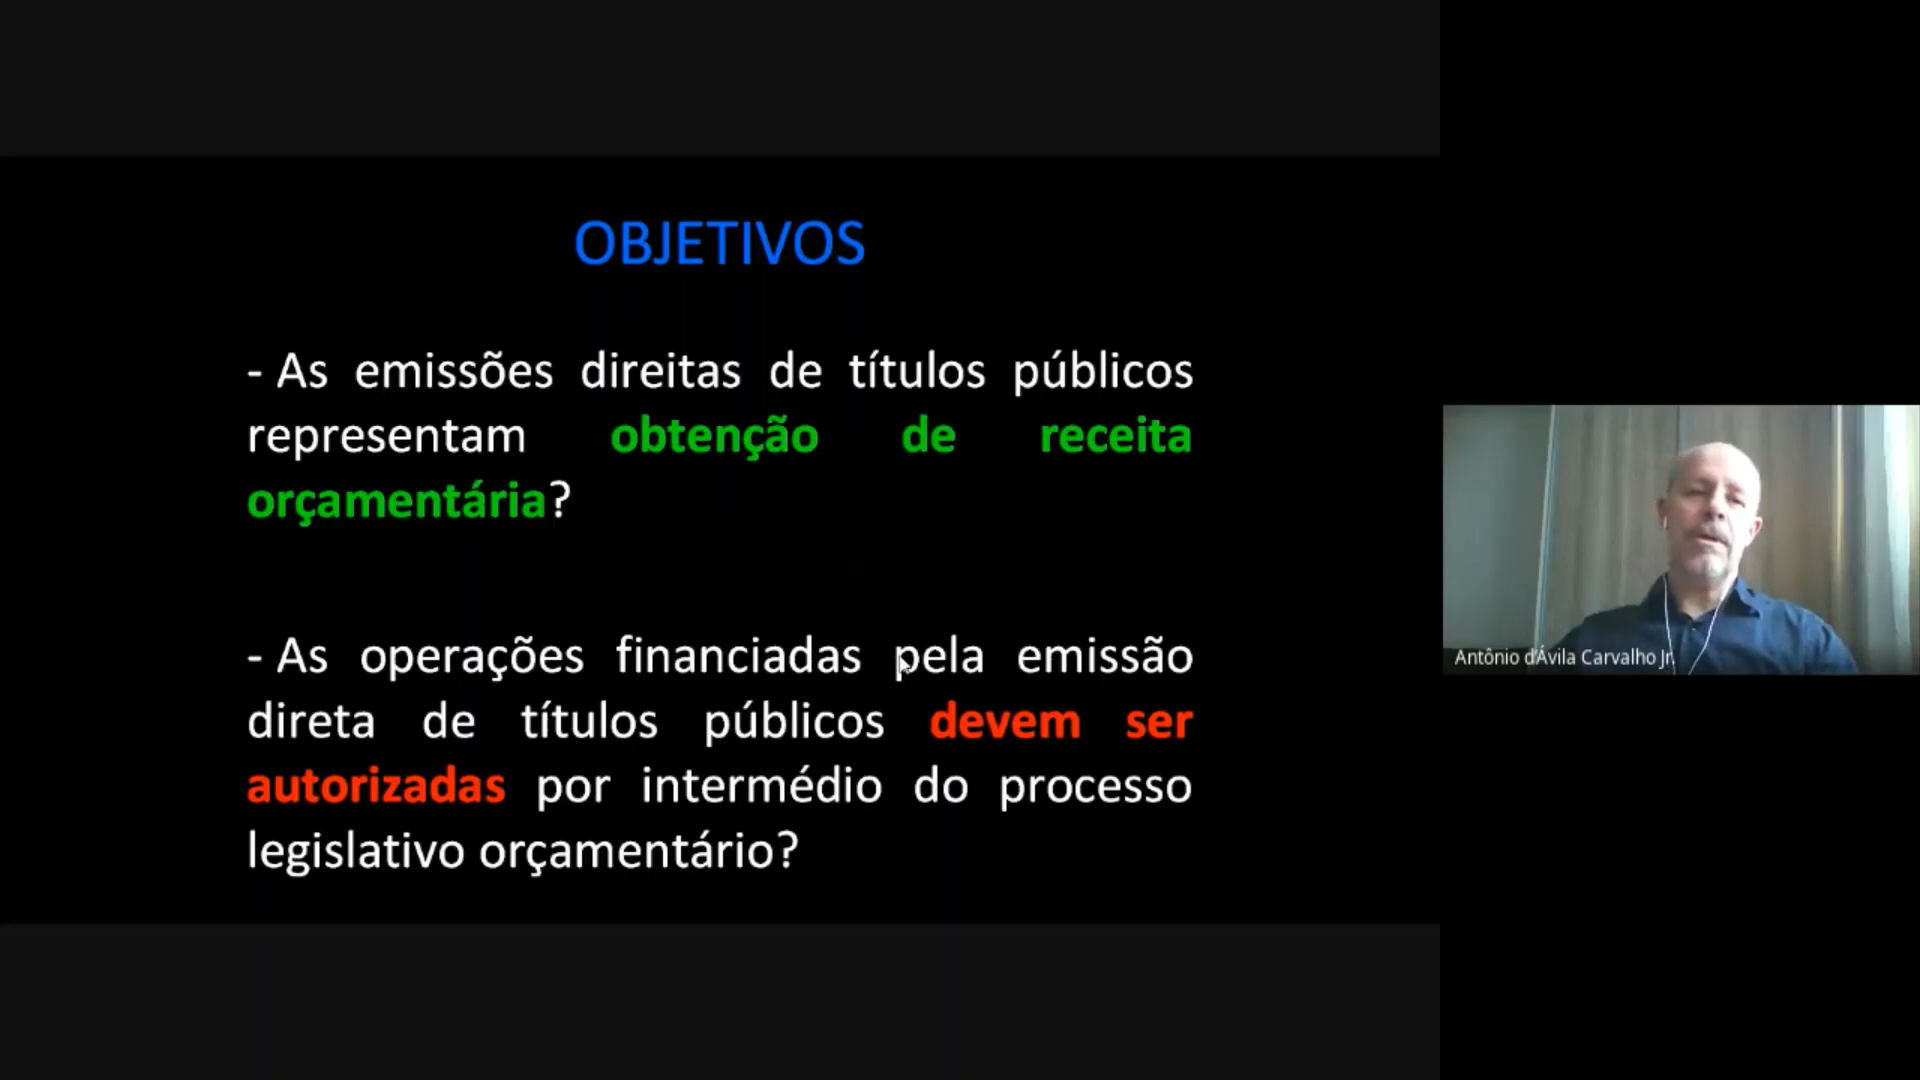 OBJETIVOS
- As emissões direitas de títulos públicos
representam obtenção de receita
orçamentária?
- As operações financiadas pela emissão
direta de títulos públicos devem ser
autorizadas por intermédio do processo
legislativo orçamentário?
Antônio dÁvila Carvalho Jr.